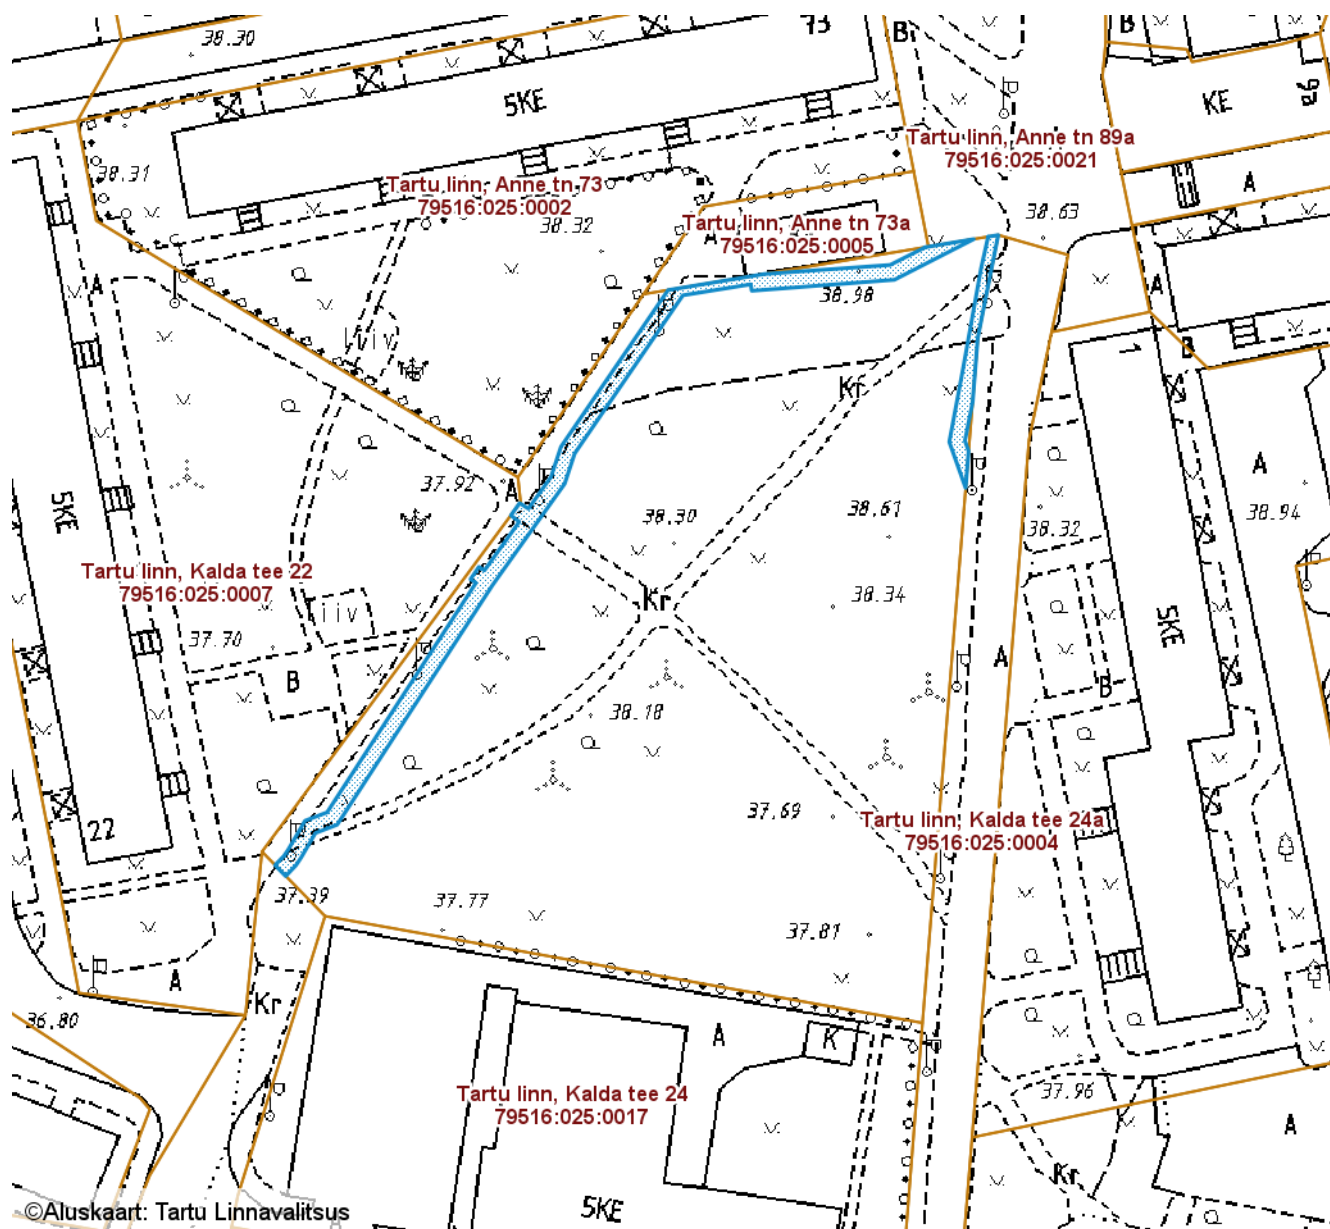 38.30
73
B
B
5KE
KE
9a
Tartu linn, Anne tn 89a
79516:025:0021
38.31
Tartu linn, Anne tn 73
79516:025:0002
A
38.63
38.32
Tartu linn, Anne tn 73a
79516:025:0005
A
A
A
38.98
liiv
1
B
Kr
37.92
A
A
5KE
38.30
38.61
38.32
38.94
Tartu linn, Kalda tee 22
79516:025:0007
Kr
38.34
liiv
5KE
37.70
A
B
B
38.18
37.69
22
Tartu linn, Kalda tee 24a
79516:025:0004
37.39
37.77
37.81
A
Kr
36.80
A
K
Tartu linn, Kalda tee 24
79516:025:0017
37.96
A
Kr
©Aluskaart: Tartu Linnavalitsus
A
5KE